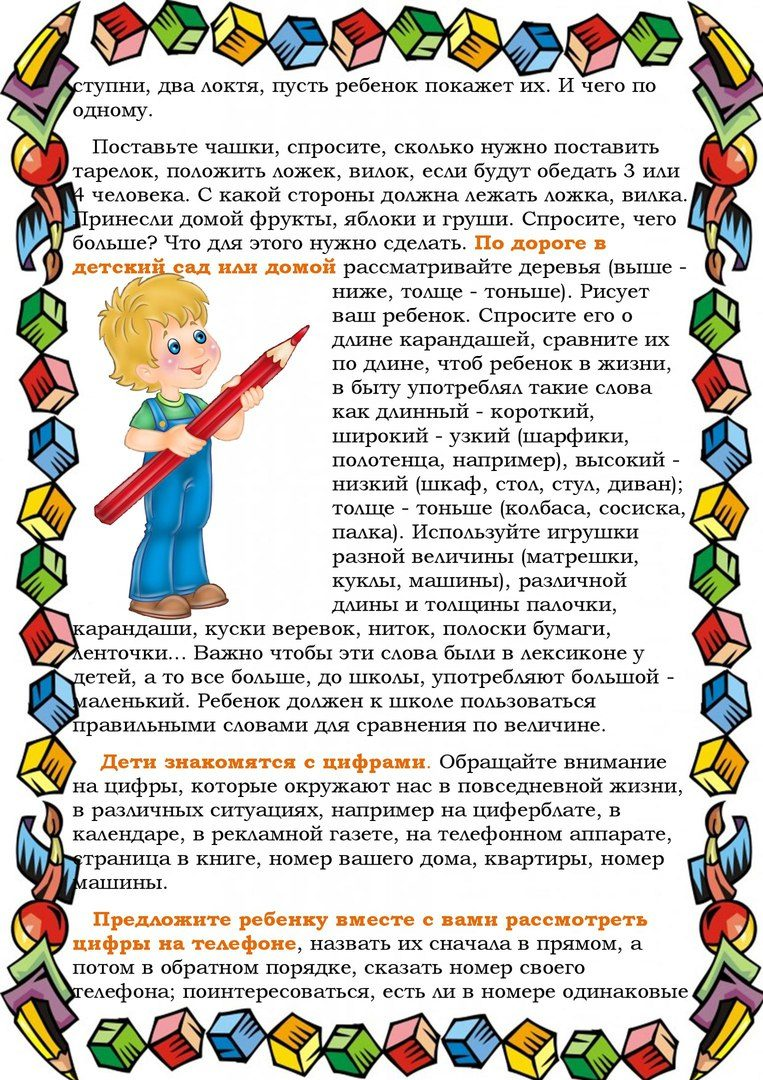 ступни, два локтя, пусть ребенок покажет их. И чего по
одному.
Поставьте чашки, спросите, сколько нужно поставить
тарелок, положить ложек, вилок, если будут обедать 3 или
4 человека. С какой стороны должна лежать ложка, вилка.
Принесли домой фрукты, яблоки и груши. Спросите, чего
больше? Что для этого нужно сделать. По дороге в
детский сад или домой рассматривайте деревья (выше -
ниже, толще - тоньше). Рисует
ваш ребенок. Спросите его о
длине карандашей, сравните их
по длине, чтоб ребенок в жизни,
в быту употреблял такие слова
как длинный - короткий,
широкий - узкий (шарфики,
полотенца, например), высокий -
низкий (шкаф, стол, стул, диван);
толще - тоньше (колбаса, сосиска,
палка). Используйте игрушки
разной величины (матрешки,
куклы, машины), различной
длины и толщины палочки,
карандаши, куски веревок, ниток, полоски бумаги,
ленточки... Важно чтобы эти слова были в лексиконе у
детей, а то все больше, до школы, употребляют большой -
маленький. Ребенок должен к школе пользоваться
правильными словами для сравнения по величине.
Дети знакомятся с цифрами. Обращайте внимание
на цифры, которые окружают нас в повседневной жизни,
в различных ситуациях, например на циферблате, в
календаре, в рекламной газете, на телефонном аппарате,
страница в книге, номер вашего дома, квартиры, номер
машины.
Предложите ребенку вместе с вами рассмотреть
цифры на телефоне, назвать их сначала в прямом, а
потом в обратном порядке, сказать номер своего
телефона; поинтересоваться, есть ли в номере одинаковые